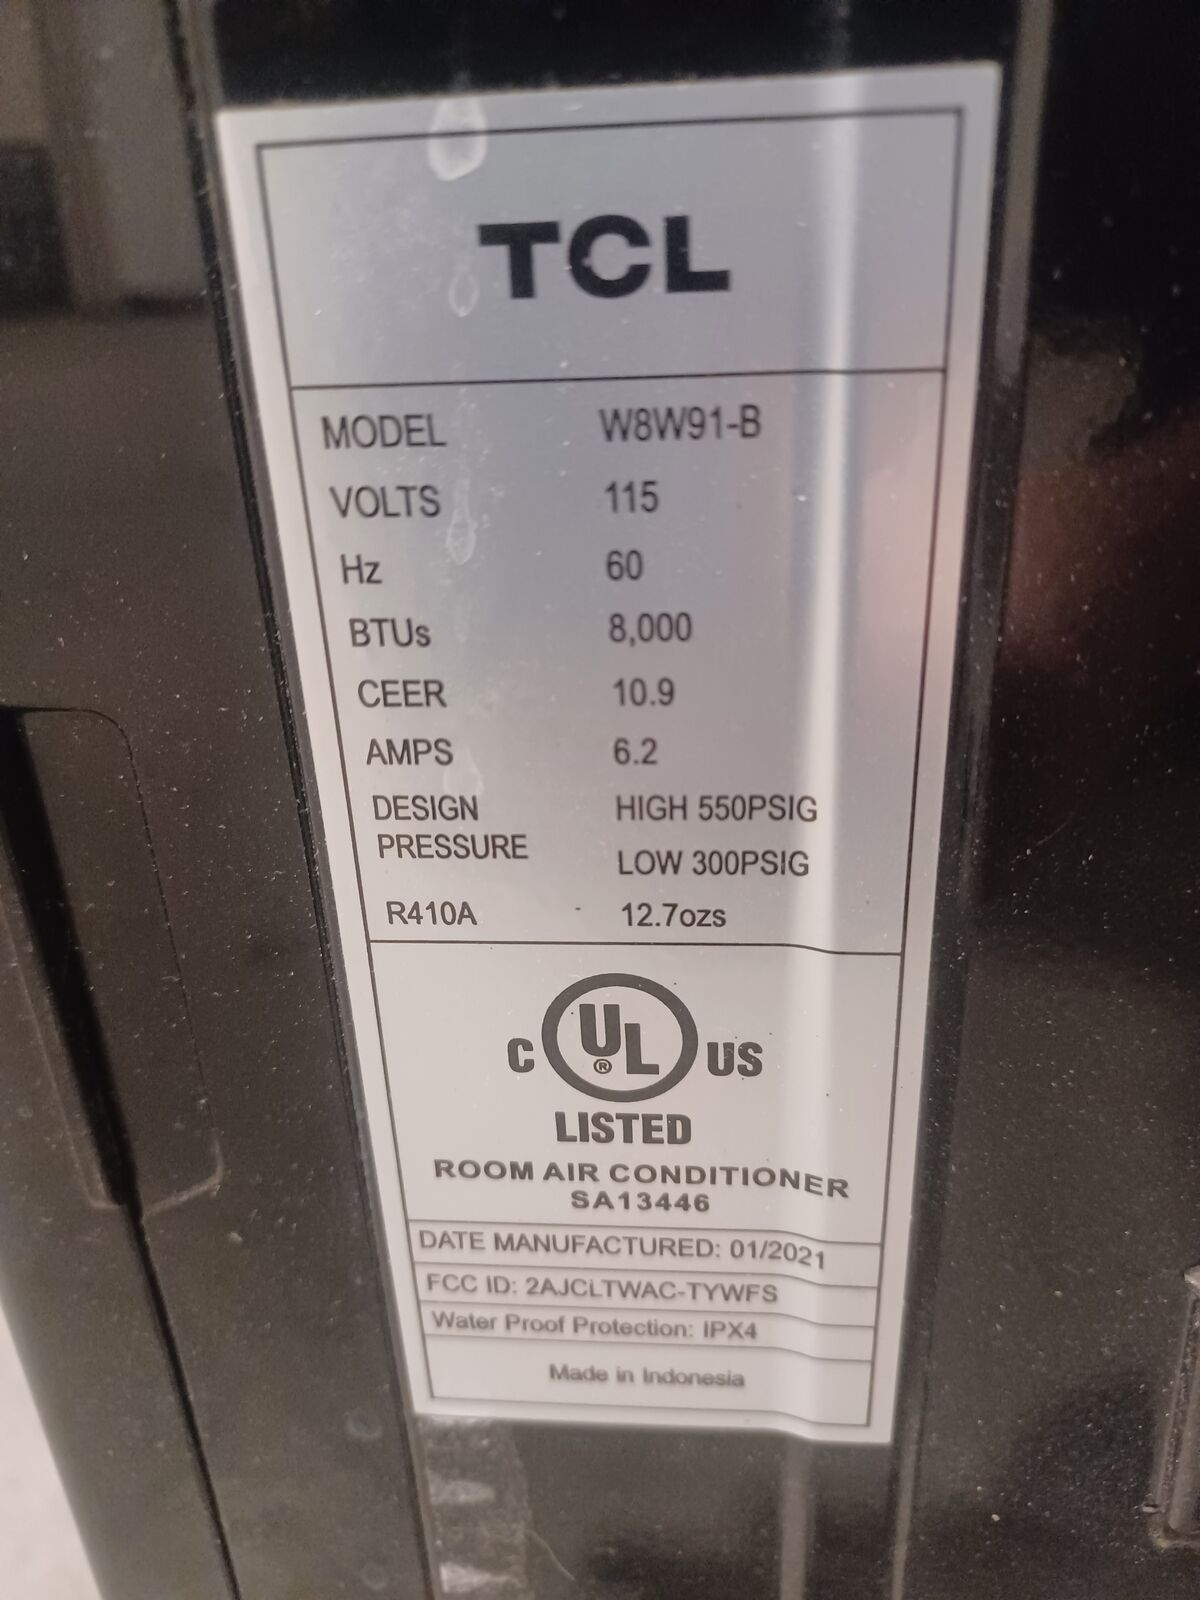 TCL
MODEL W8W91-B
VOLTS 115
Hz 60
BTUs 8,000
CEER 10.9
AMPS 6.2
DESIGN PRESSURE HIGH 550PSIG
LOW 300PSIG
R410A - 12.7ozs
C UL® US
LISTED
ROOM AIR CONDITIONER
SA13446
DATE MANUFACTURED: 01/2021
FCC ID: 2AJCLTWAC-TYWFS
Water Proof Protection: IPX4
Made in Indonesia